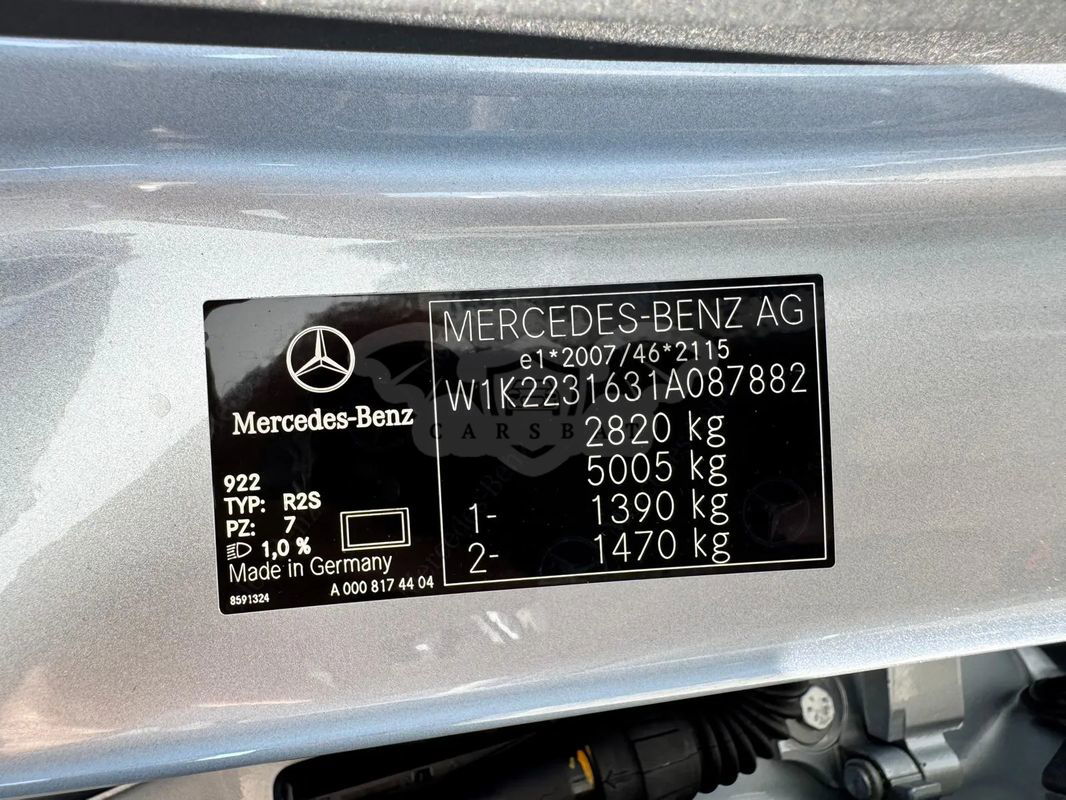 Mercedes-Benz
922
TYP: R2S
PZ: 7
1,0 %
Made in Germany
8591324
A 000 817 44 04
MERCEDES-BENZ AG
e1*2007/46*2115
W1K2231631A087882
2820 kg
5005 kg
1- 1390 kg
2- 1470 kg
CARSBAT